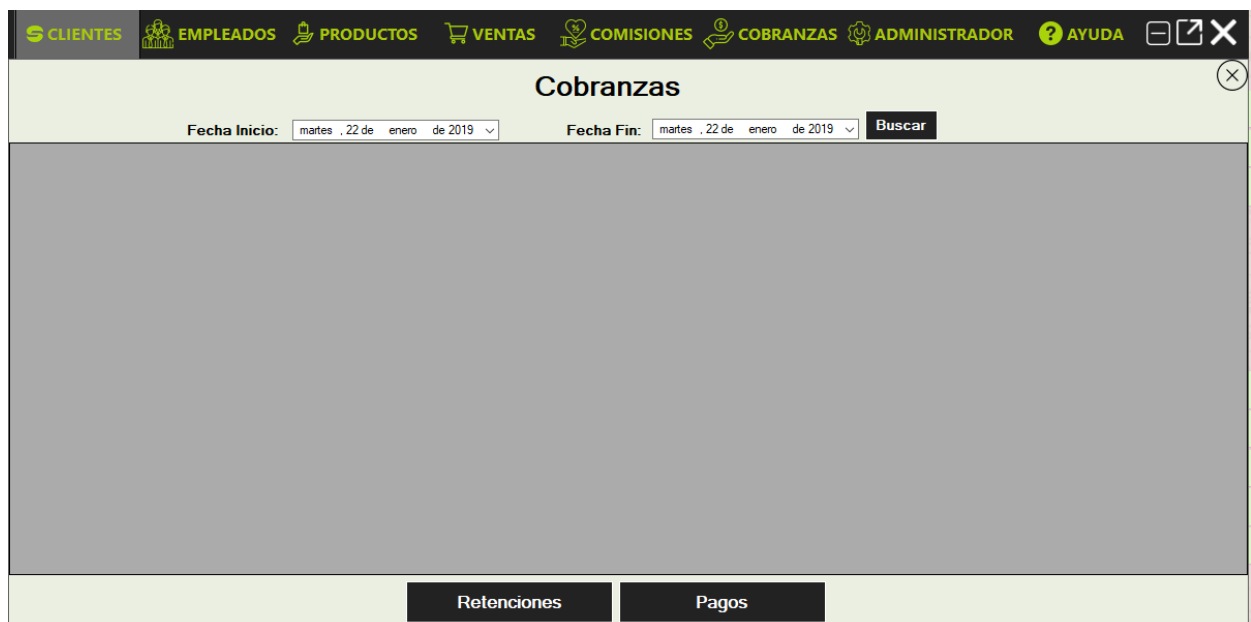 CLIENTES EMPLEADOS PRODUCTOS VENTAS COMISIONES COBRANZAS ADMINISTRADOR ? AYUDA
Cobranzas
Fecha Inicio: martes , 22 de enero de 2019 Fecha Fin: martes , 22 de enero de 2019 Buscar
Retenciones Pagos